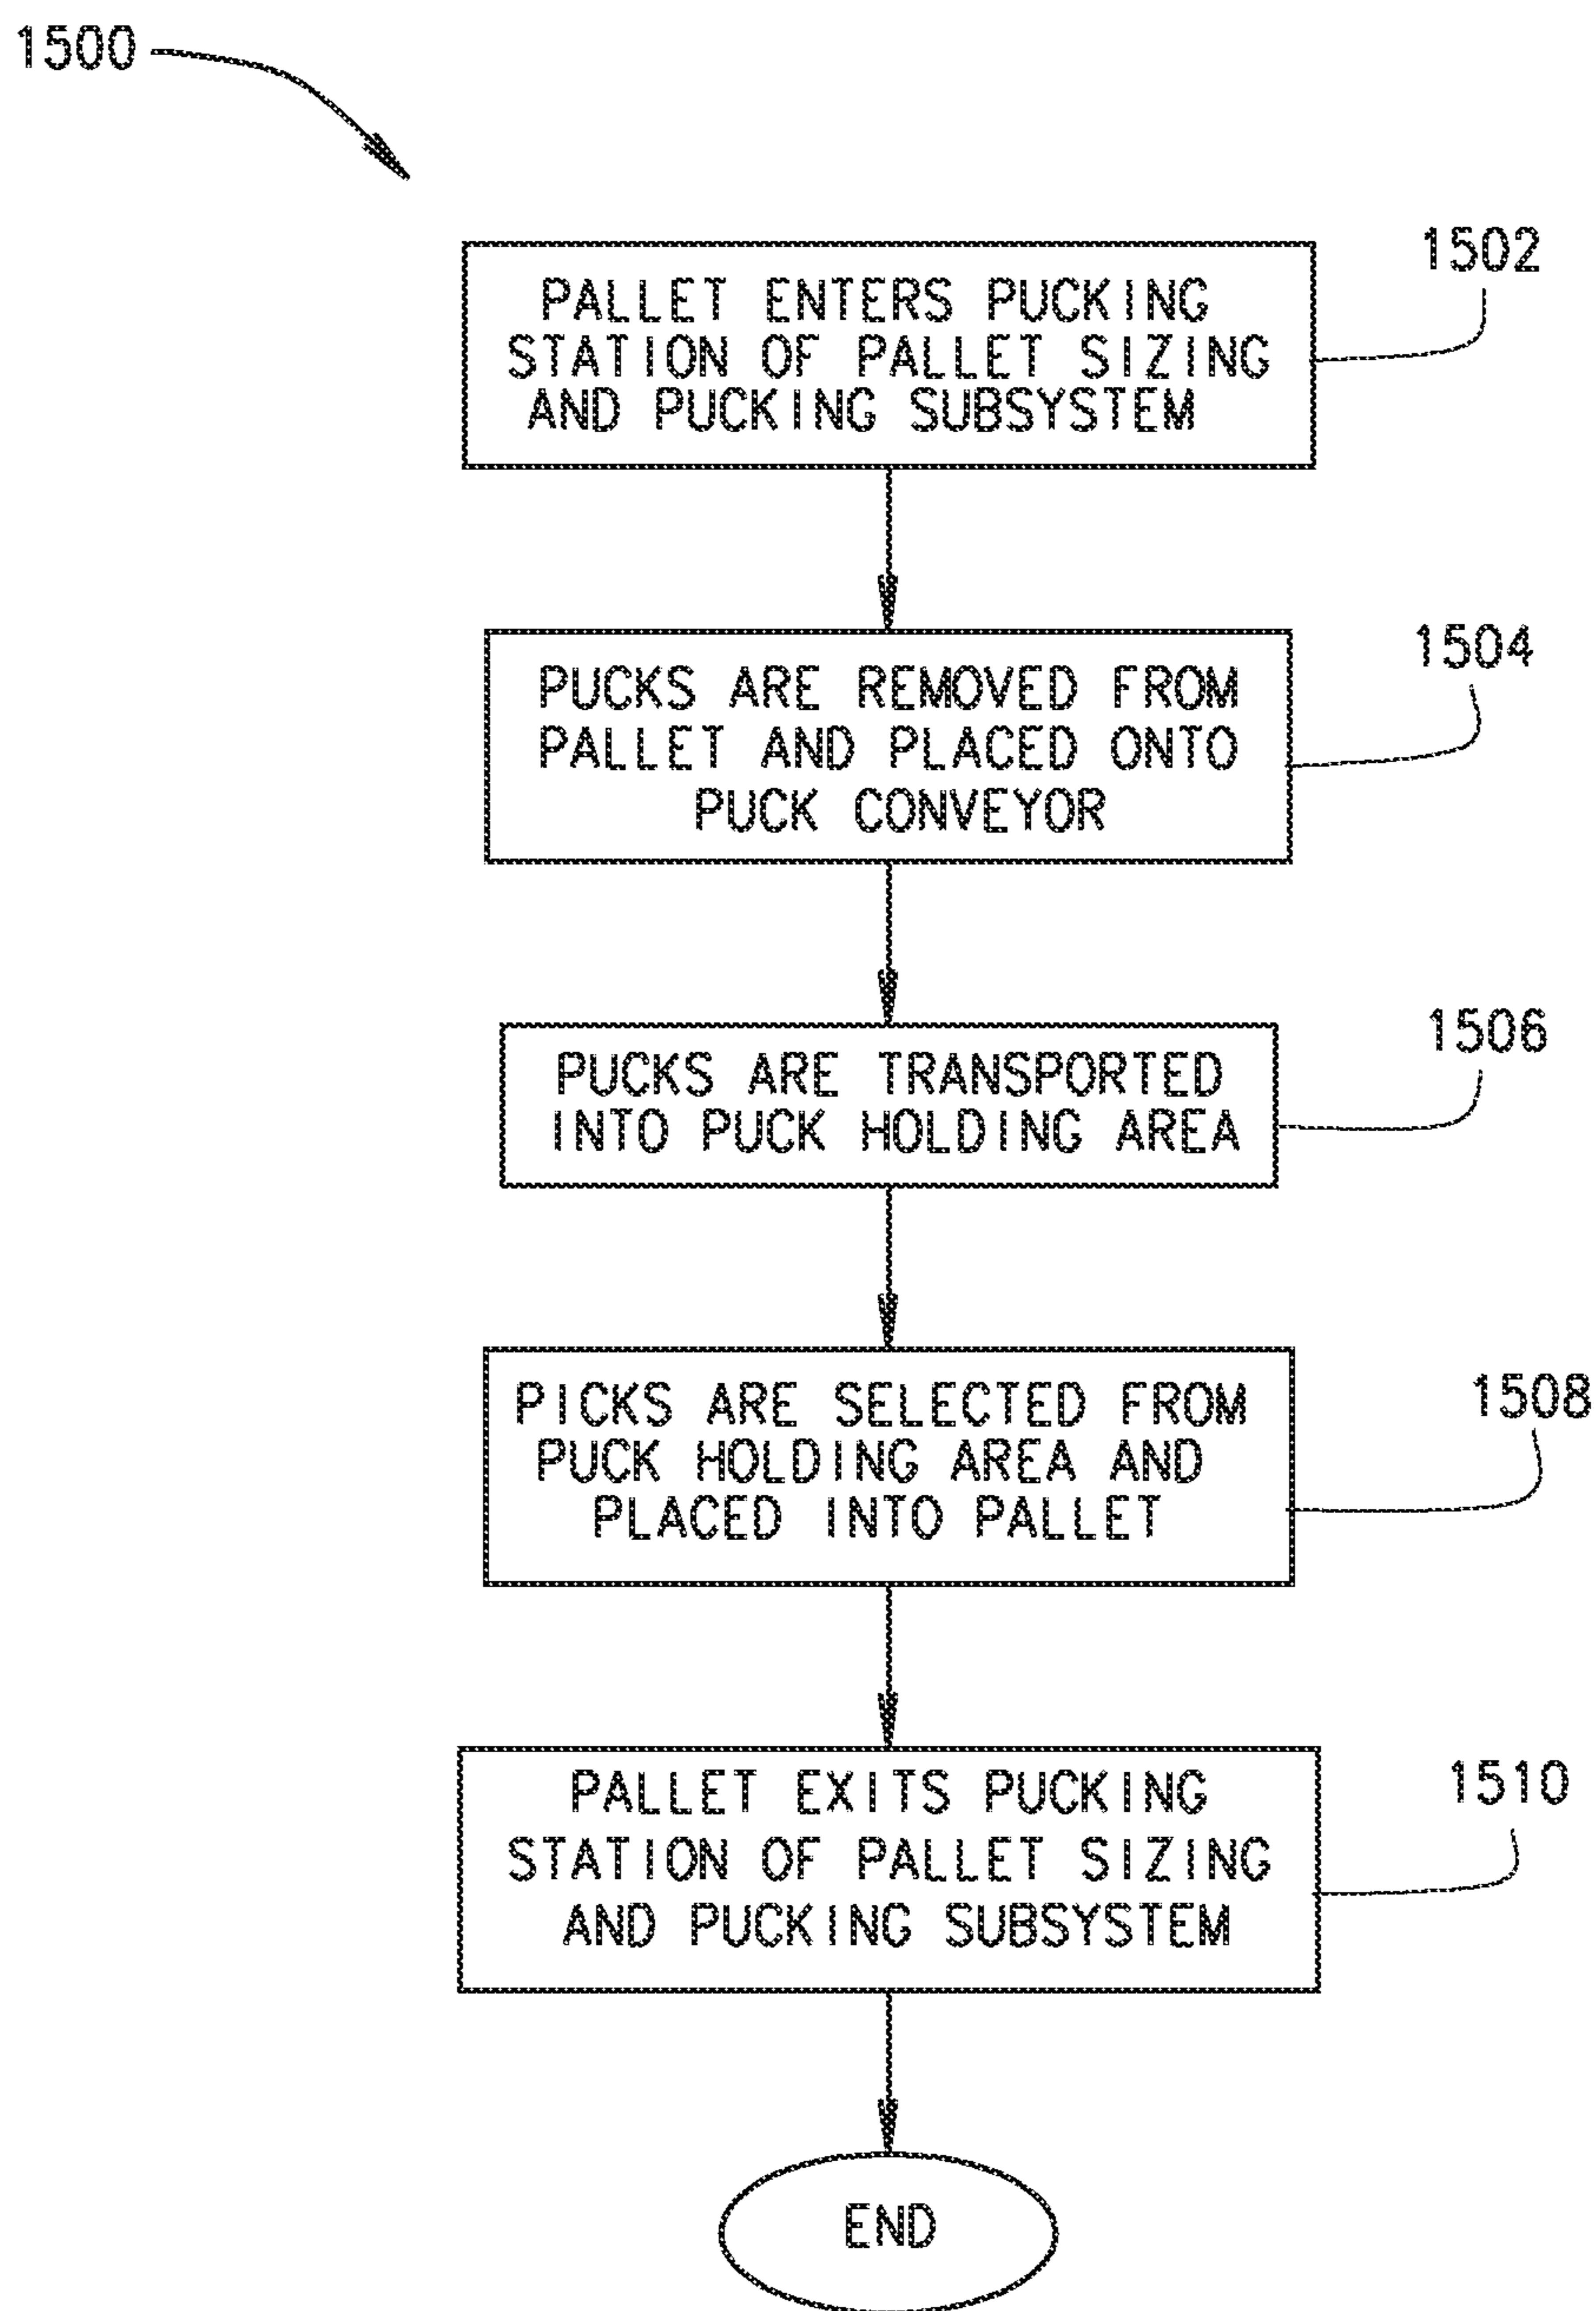 1500
1502
PALLET ENTERS PUCKING
STATION OF PALLET SIZING
AND PUCKING SUBSYSTEM
1504
PUCKS ARE REMOVED FROM
PALLET AND PLACED ONTO
PUCK CONVEYOR
1506
PUCKS ARE TRANSPORTED
INTO PUCK HOLDING AREA
1508
PICKS ARE SELECTED FROM
PUCK HOLDING AREA AND
PLACED INTO PALLET
1510
PALLET EXITS PUCKING
STATION OF PALLET SIZING
AND PUCKING SUBSYSTEM
END